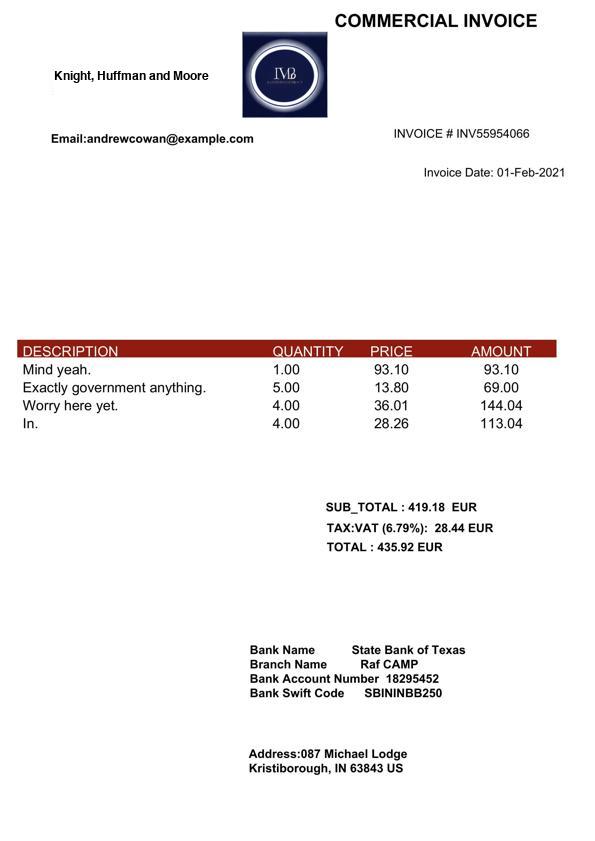 COMMERCIAL INVOICE
Knight, Huffman and Moore
Email:andrewcowan@example.com
INVOICE # INV55954066
Invoice Date: 01-Feb-2021
DESCRIPTION QUANTITY PRICE AMOUNT
Mind yeah. 1.00 93.10 93.10
Exactly government anything. 5.00 13.80 69.00
Worry here yet. 4.00 36.01 144.04
In. 4.00 28.26 113.04
SUB_TOTAL : 419.18 EUR
TAX:VAT (6.79%): 28.44 EUR
TOTAL : 435.92 EUR
Bank Name State Bank of Texas
Branch Name Raf CAMP
Bank Account Number 18295452
Bank Swift Code SBININBB250
Address:087 Michael Lodge
Kristiborough, IN 63843 US